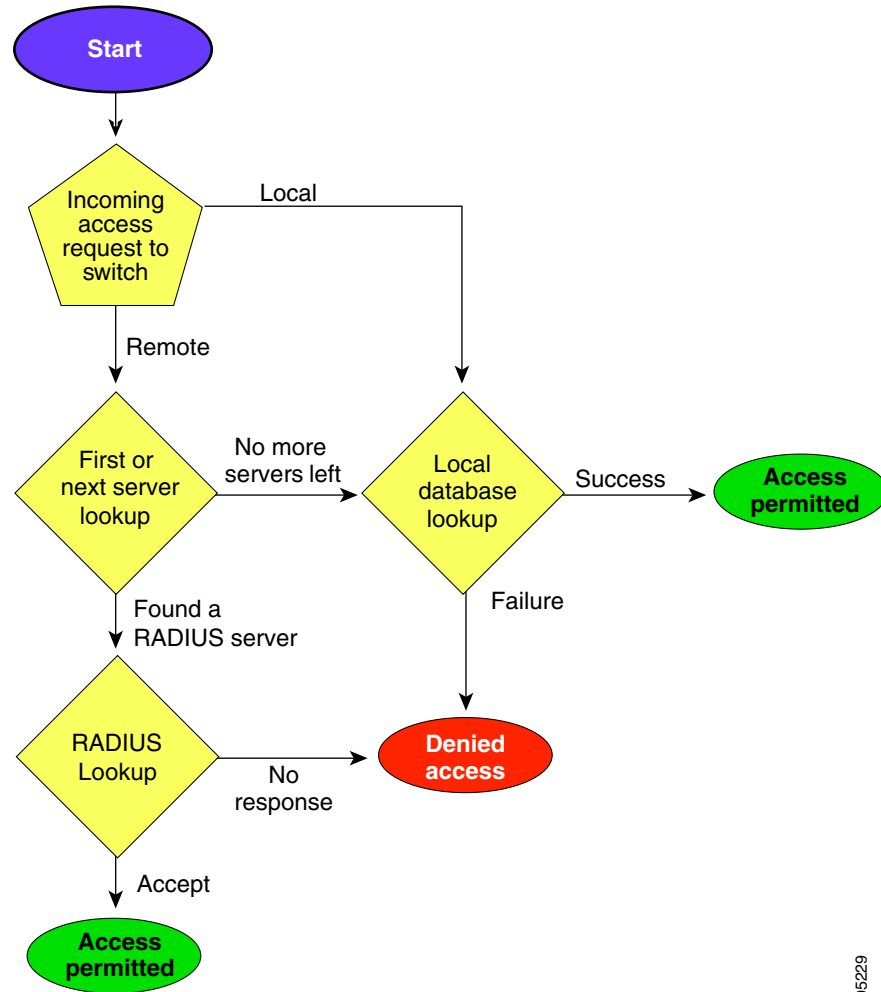 Start
Incoming
access
request to
switch
Local
Remote
First or
next server
lookup
No more
servers left
Local
database
lookup
Success
Access
permitted
Found a
RADIUS server
Failure
RADIUS
Lookup
No
response
Denied
access
Accept
Access
permitted